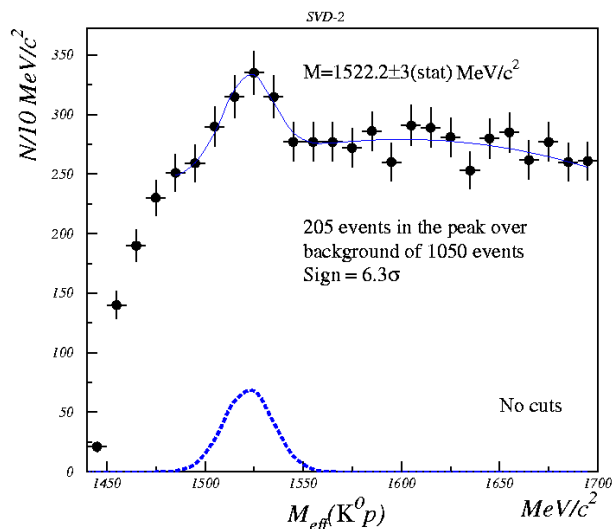 SVD-2
N/10 MeV/c²
350
300
250
200
150
100
50
0
M=1522.2±3(stat) MeV/c²
205 events in the peak over
background of 1050 events
Sign = 6.3σ
No cuts
1450
1500
1550
1600
1650
1700
M_eff(K⁰p)
MeV/c²